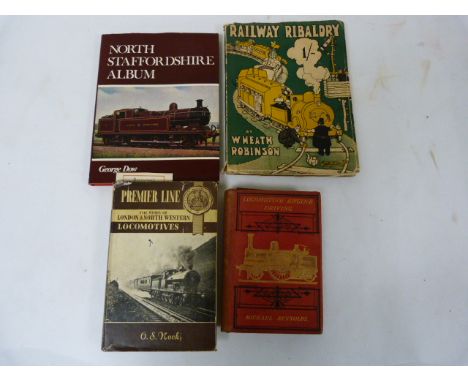 NORTH
STAFFORDSHIRE
ALBUM
George Dow
RAILWAY RIBALDRY
1/-
BY
W. HEATH
ROBINSON
PREMIER LINE
THE STORY OF
LONDON & NORTH WESTERN
LOCOMOTIVES
O. S. Nock
LOCOMOTIVE ENGINE
DRIVING
MICHAEL REYNOLDS